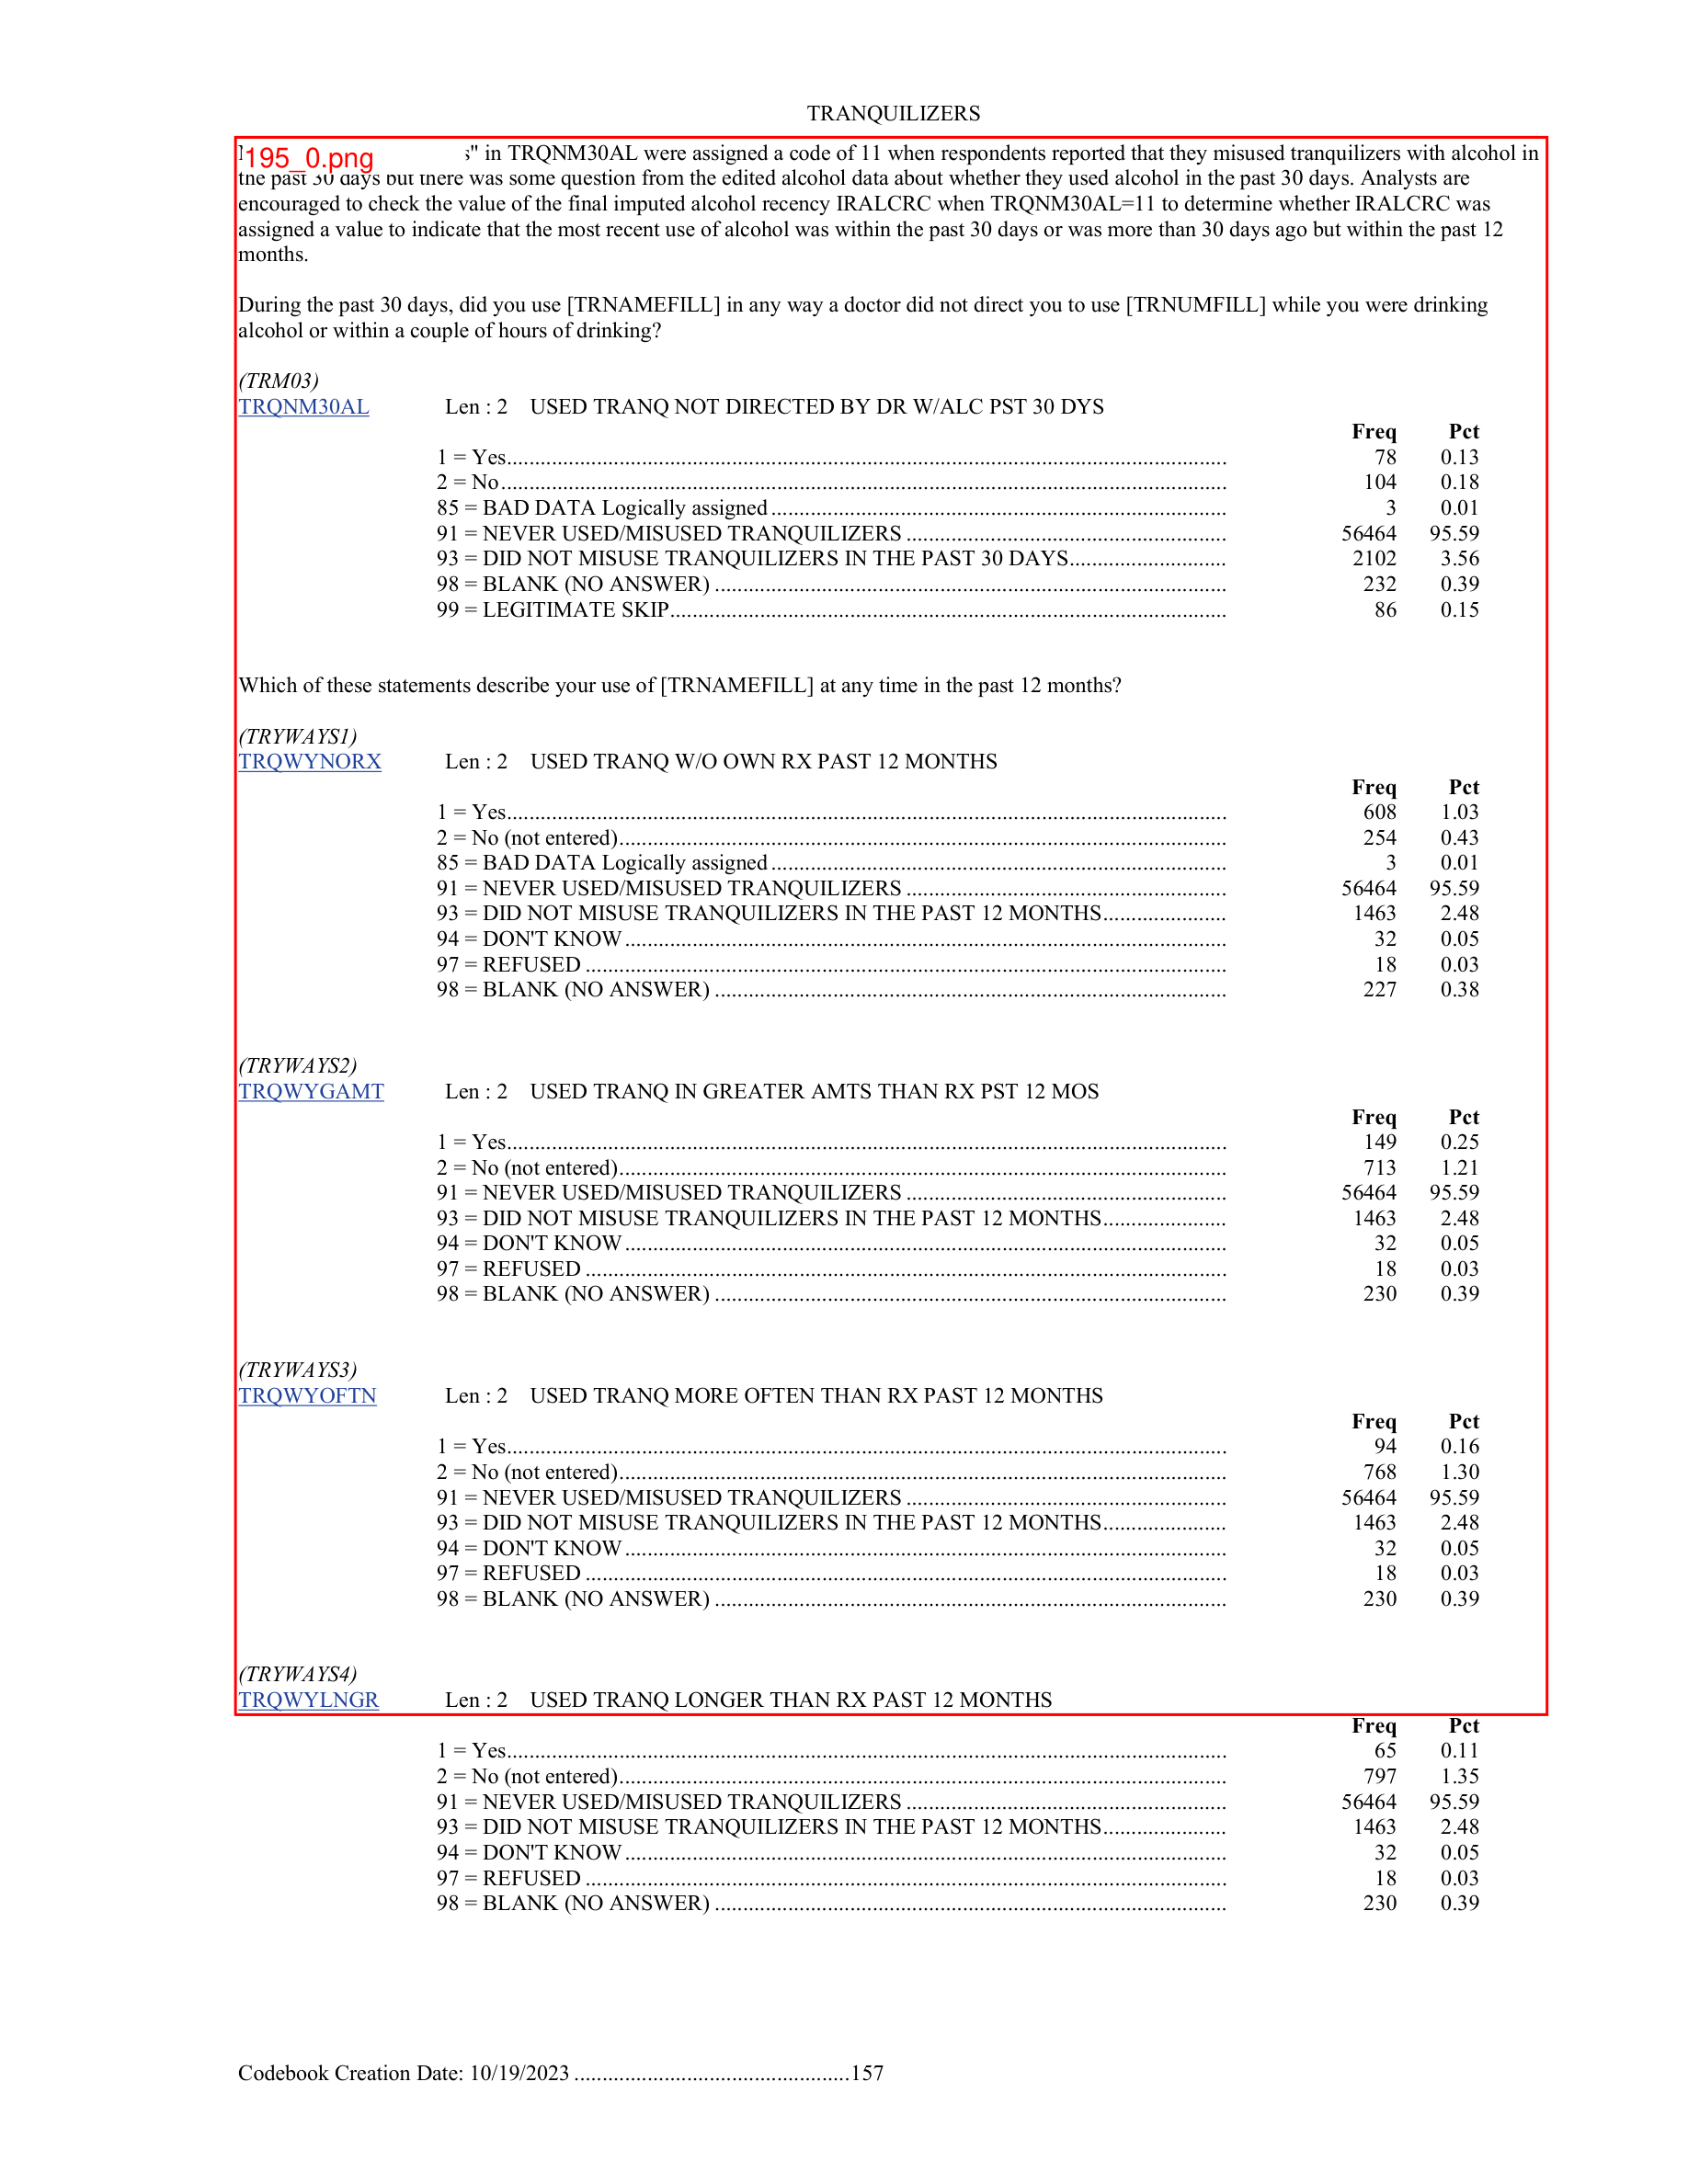 TRANQUILIZERS
195_0.png s" in TRQNM30AL were assigned a code of 11 when respondents reported that they misused tranquilizers with alcohol in
the past 30 days but there was some question from the edited alcohol data about whether they used alcohol in the past 30 days. Analysts are
encouraged to check the value of the final imputed alcohol recency IRALCRC when TRQNM30AL=11 to determine whether IRALCRC was
assigned a value to indicate that the most recent use of alcohol was within the past 30 days or was more than 30 days ago but within the past 12
months.
During the past 30 days, did you use [TRNAMEFILL] in any way a doctor did not direct you to use [TRNUMFILL] while you were drinking
alcohol or within a couple of hours of drinking?
(TRM03)
TRQNM30AL Len : 2 USED TRANQ NOT DIRECTED BY DR W/ALC PST 30 DYS
Freq Pct
1 = Yes 78 0.13
2 = No 104 0.18
85 = BAD DATA Logically assigned 3 0.01
91 = NEVER USED/MISUSED TRANQUILIZERS 56464 95.59
93 = DID NOT MISUSE TRANQUILIZERS IN THE PAST 30 DAYS 2102 3.56
98 = BLANK (NO ANSWER) 232 0.39
99 = LEGITIMATE SKIP 86 0.15
Which of these statements describe your use of [TRNAMEFILL] at any time in the past 12 months?
(TRYWAYS1)
TRQWYNORX Len : 2 USED TRANQ W/O OWN RX PAST 12 MONTHS
Freq Pct
1 = Yes 608 1.03
2 = No (not entered) 254 0.43
85 = BAD DATA Logically assigned 3 0.01
91 = NEVER USED/MISUSED TRANQUILIZERS 56464 95.59
93 = DID NOT MISUSE TRANQUILIZERS IN THE PAST 12 MONTHS 1463 2.48
94 = DON'T KNOW 32 0.05
97 = REFUSED 18 0.03
98 = BLANK (NO ANSWER) 227 0.38
(TRYWAYS2)
TRQWYGAMT Len : 2 USED TRANQ IN GREATER AMTS THAN RX PST 12 MOS
Freq Pct
1 = Yes 149 0.25
2 = No (not entered) 713 1.21
91 = NEVER USED/MISUSED TRANQUILIZERS 56464 95.59
93 = DID NOT MISUSE TRANQUILIZERS IN THE PAST 12 MONTHS 1463 2.48
94 = DON'T KNOW 32 0.05
97 = REFUSED 18 0.03
98 = BLANK (NO ANSWER) 230 0.39
(TRYWAYS3)
TRQWYOFTN Len : 2 USED TRANQ MORE OFTEN THAN RX PAST 12 MONTHS
Freq Pct
1 = Yes 94 0.16
2 = No (not entered) 768 1.30
91 = NEVER USED/MISUSED TRANQUILIZERS 56464 95.59
93 = DID NOT MISUSE TRANQUILIZERS IN THE PAST 12 MONTHS 1463 2.48
94 = DON'T KNOW 32 0.05
97 = REFUSED 18 0.03
98 = BLANK (NO ANSWER) 230 0.39
(TRYWAYS4)
TRQWYLNGR Len : 2 USED TRANQ LONGER THAN RX PAST 12 MONTHS
Freq Pct
1 = Yes 65 0.11
2 = No (not entered) 797 1.35
91 = NEVER USED/MISUSED TRANQUILIZERS 56464 95.59
93 = DID NOT MISUSE TRANQUILIZERS IN THE PAST 12 MONTHS 1463 2.48
94 = DON'T KNOW 32 0.05
97 = REFUSED 18 0.03
98 = BLANK (NO ANSWER) 230 0.39
Codebook Creation Date: 10/19/2023 157